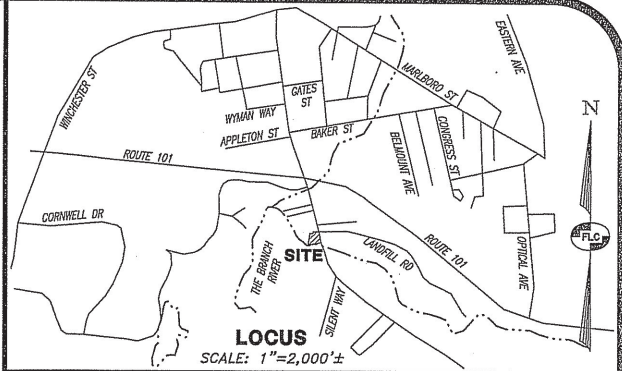 EASTERN AVE
WINCHESTER ST
MARLBORO ST
GATES
ST
WYMAN WAY
APPLETON ST
BAKER ST
BELMOUNT AVE
CONGRESS ST
N
ROUTE 101
CORNWELL DR
FLC
THE BRANCH
RIVER
SITE
LANDFILL RD
ROUTE 101
OPTICAL AVE
SILENT WAY
LOCUS
SCALE: 1"=2,000'±